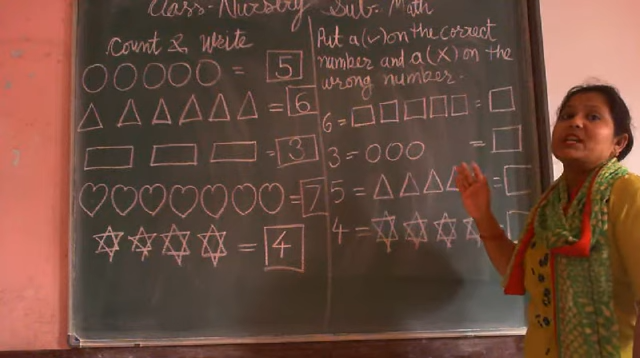 Class- Nursery Sub:- Math
Count & Write
= 5
= 6
= 3
= 7
= 4
Put a (✓) on the correct
number and a (X) on the
wrong number.
6 = =
3 = =
5 = =
4 =